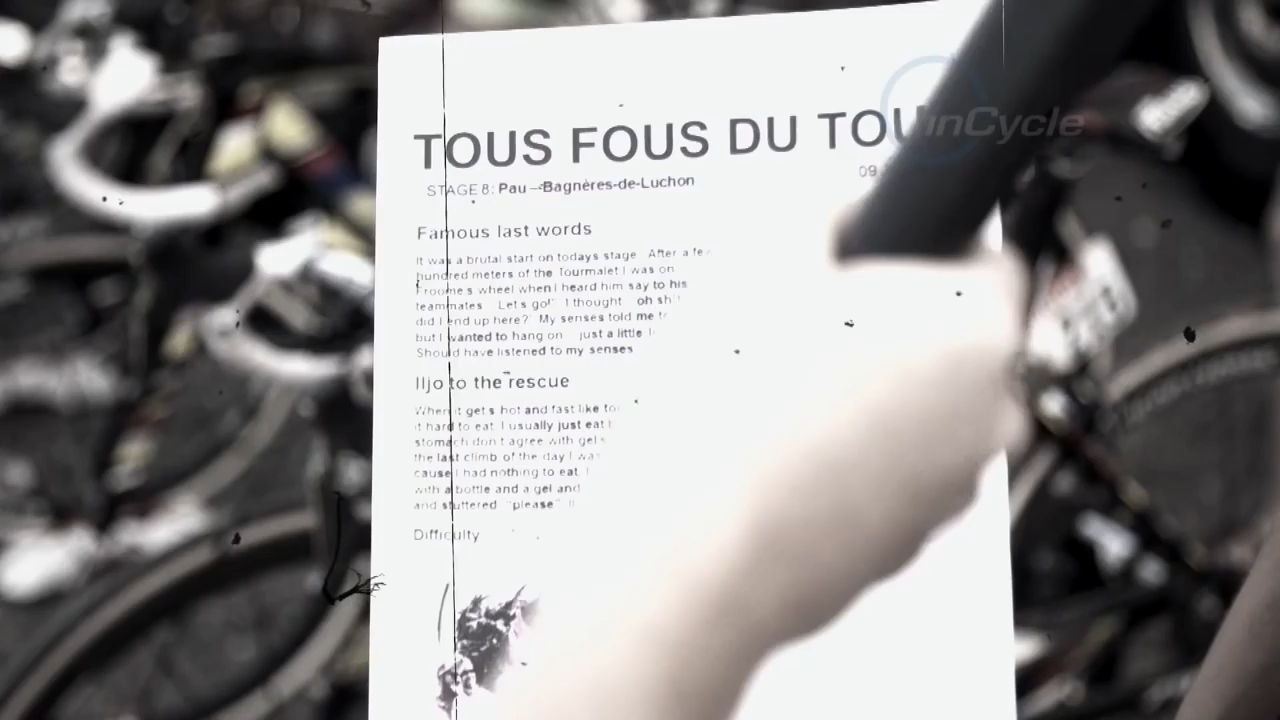 TOUS FOUS DU TOU
inCycle
STAGE 8: Pau – Bagnères-de-Luchon
09
Famous last words
It was a brutal start on todays stage After a few
hundred meters of the Tourmalet I was on
Froome's wheel when I heard him say to his
teammates Let's go!" I thought oh sh
did I end up here?" My senses told me
but I wanted to hang on just a little
Should have listened to my senses
Iljo to the rescue
When it gets hot and fast like
it hard to eat. I usually just eat
stomach don't agree with gels
the last climb of the day I was
cause I had nothing to eat. I
with a bottle and a gel and
and stuttered "please"
Difficulty